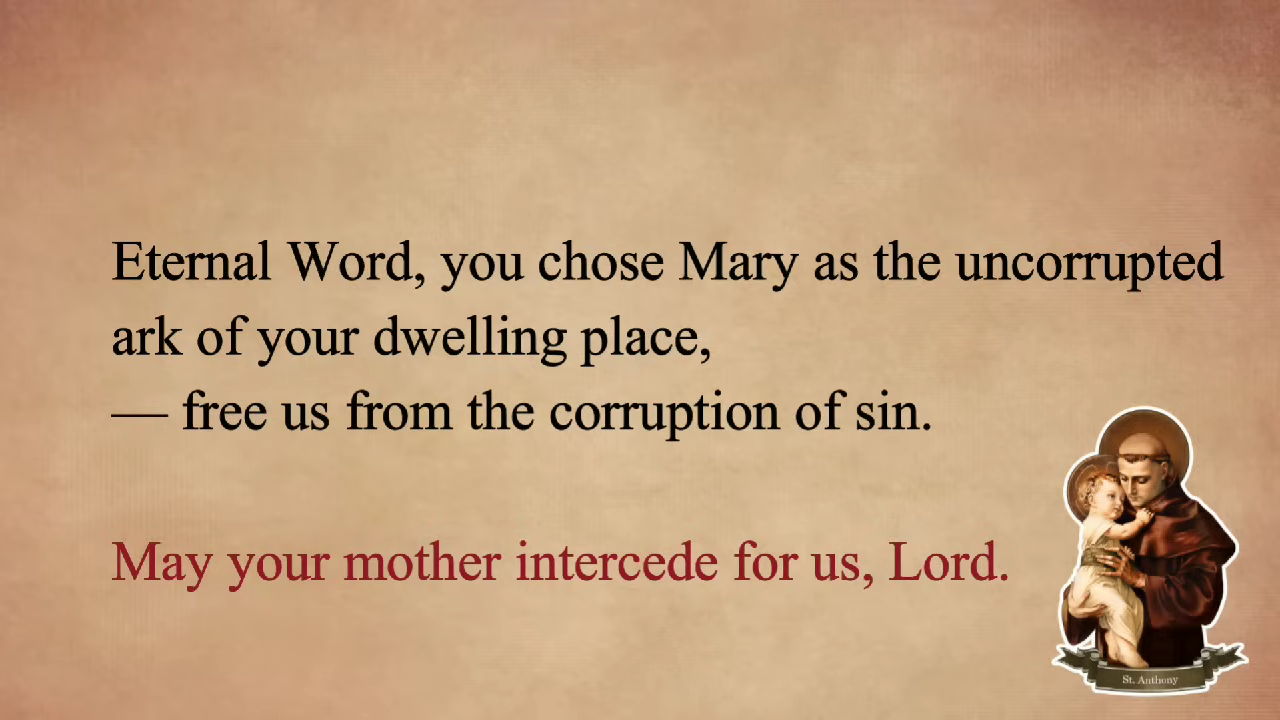 Eternal Word, you chose Mary as the uncorrupted
ark of your dwelling place,
— free us from the corruption of sin.
May your mother intercede for us, Lord.
St. Anthony